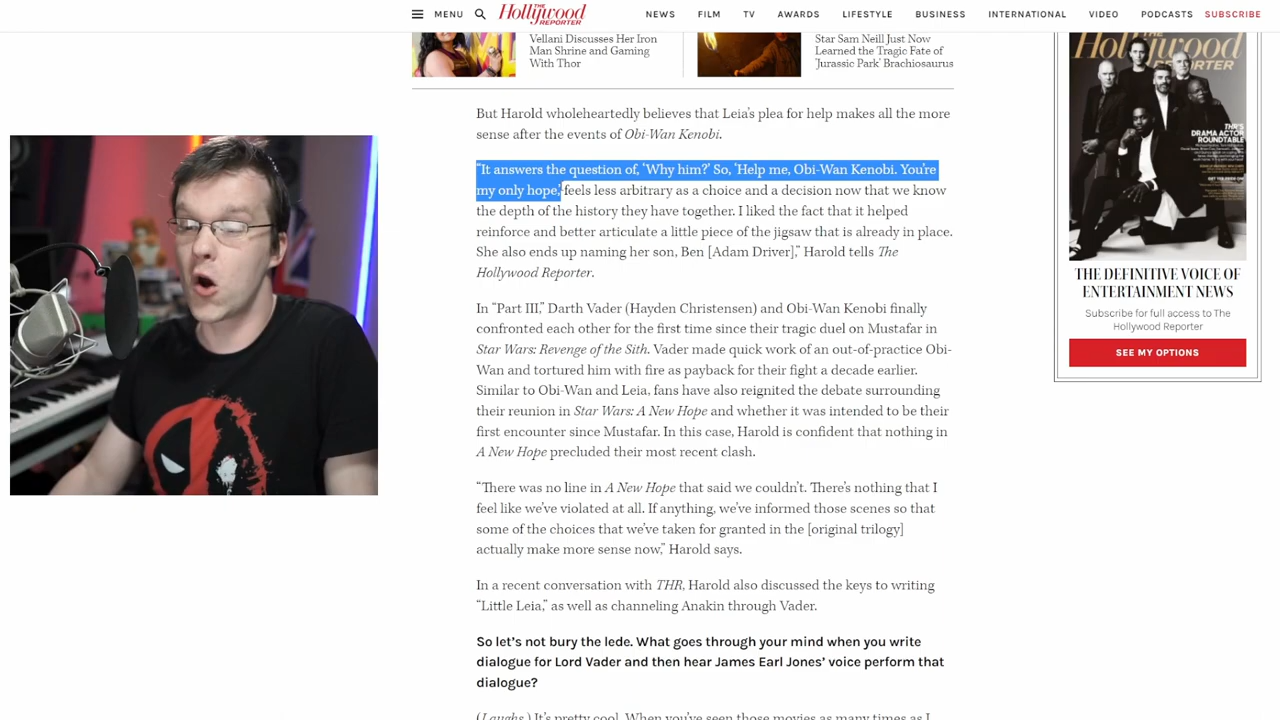 MENU
THE
Hollywood
REPORTER
NEWS
FILM
TV
AWARDS
LIFESTYLE
BUSINESS
INTERNATIONAL
VIDEO
PODCASTS
SUBSCRIBE
Vellani Discusses Her Iron
Man Shrine and Gaming
With Thor
Star Sam Neill Just Now
Learned the Tragic Fate of
‘Jurassic Park’ Brachiosaurus
But Harold wholeheartedly believes that Leia’s plea for help makes all the more
sense after the events of Obi-Wan Kenobi.
“It answers the question of, ‘Why him?’ So, ‘Help me, Obi-Wan Kenobi. You’re
my only hope,’ feels less arbitrary as a choice and a decision now that we know
the depth of the history they have together. I liked the fact that it helped
reinforce and better articulate a little piece of the jigsaw that is already in place.
She also ends up naming her son, Ben [Adam Driver],” Harold tells The
Hollywood Reporter.
In “Part III,” Darth Vader (Hayden Christensen) and Obi-Wan Kenobi finally
confronted each other for the first time since their tragic duel on Mustafar in
Star Wars: Revenge of the Sith. Vader made quick work of an out-of-practice Obi-
Wan and tortured him with fire as payback for their fight a decade earlier.
Similar to Obi-Wan and Leia, fans have also reignited the debate surrounding
their reunion in Star Wars: A New Hope and whether it was intended to be their
first encounter since Mustafar. In this case, Harold is confident that nothing in
A New Hope precluded their most recent clash.
“There was no line in A New Hope that said we couldn’t. There’s nothing that I
feel like we’ve violated at all. If anything, we’ve informed those scenes so that
some of the choices that we’ve taken for granted in the [original trilogy]
actually make more sense now,” Harold says.
In a recent conversation with THR, Harold also discussed the keys to writing
“Little Leia,” as well as channeling Anakin through Vader.
So let’s not bury the lede. What goes through your mind when you write
dialogue for Lord Vader and then hear James Earl Jones’ voice perform that
dialogue?
(Laughs.) It’s pretty cool. When you’ve seen those movies as many times as I
Hollywood
REPORTER
THR'S
DRAMA ACTOR
ROUNDTABLE
THE DEFINITIVE VOICE OF
ENTERTAINMENT NEWS
Subscribe for full access to The
Hollywood Reporter
SEE MY OPTIONS